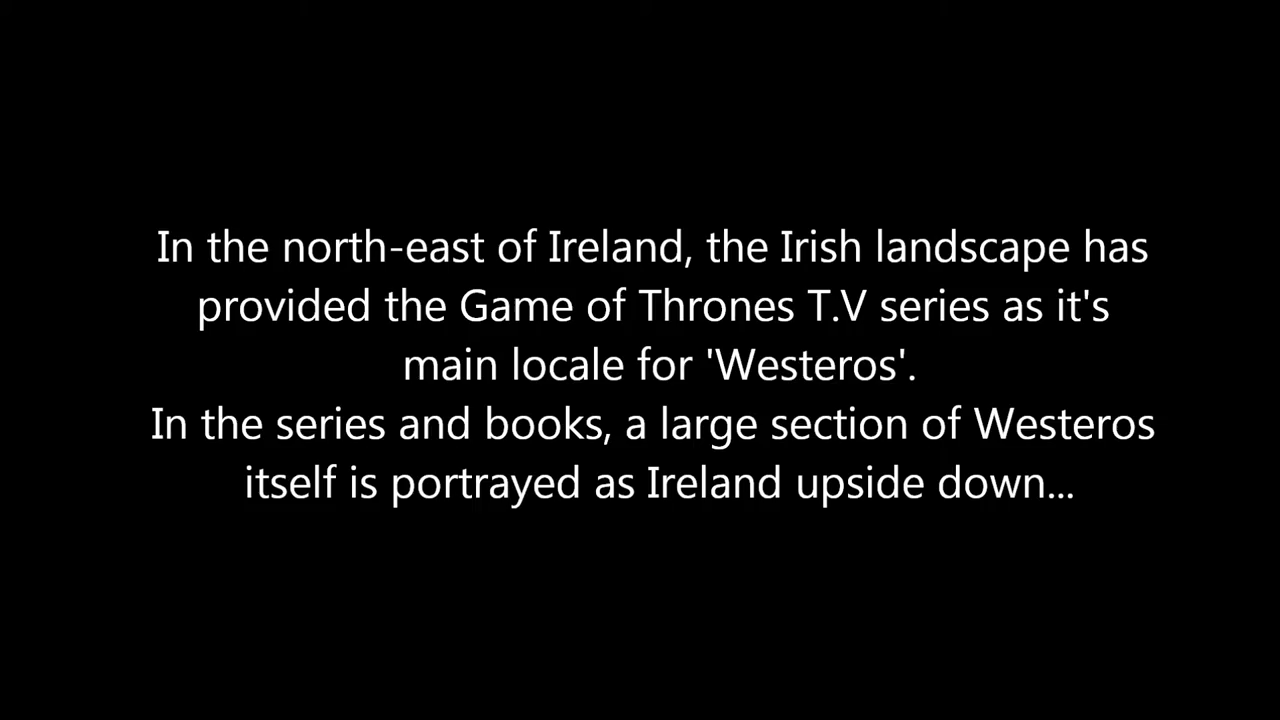 In the north-east of Ireland, the Irish landscape has
provided the Game of Thrones T.V series as it's
main locale for 'Westeros'.
In the series and books, a large section of Westeros
itself is portrayed as Ireland upside down...